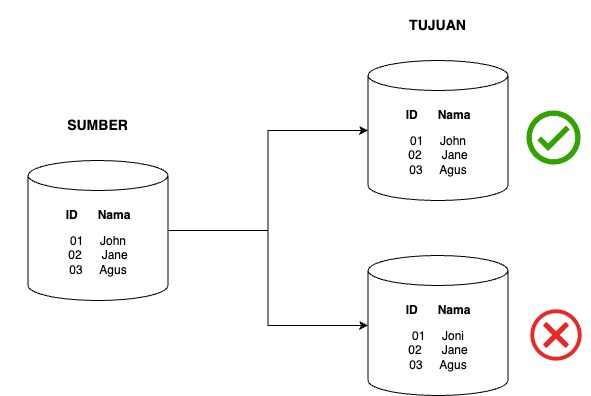 TUJUAN
ID Nama
01 John
02 Jane
03 Agus
SUMBER
ID Nama
01 John
02 Jane
03 Agus
ID Nama
01 Joni
02 Jane
03 Agus